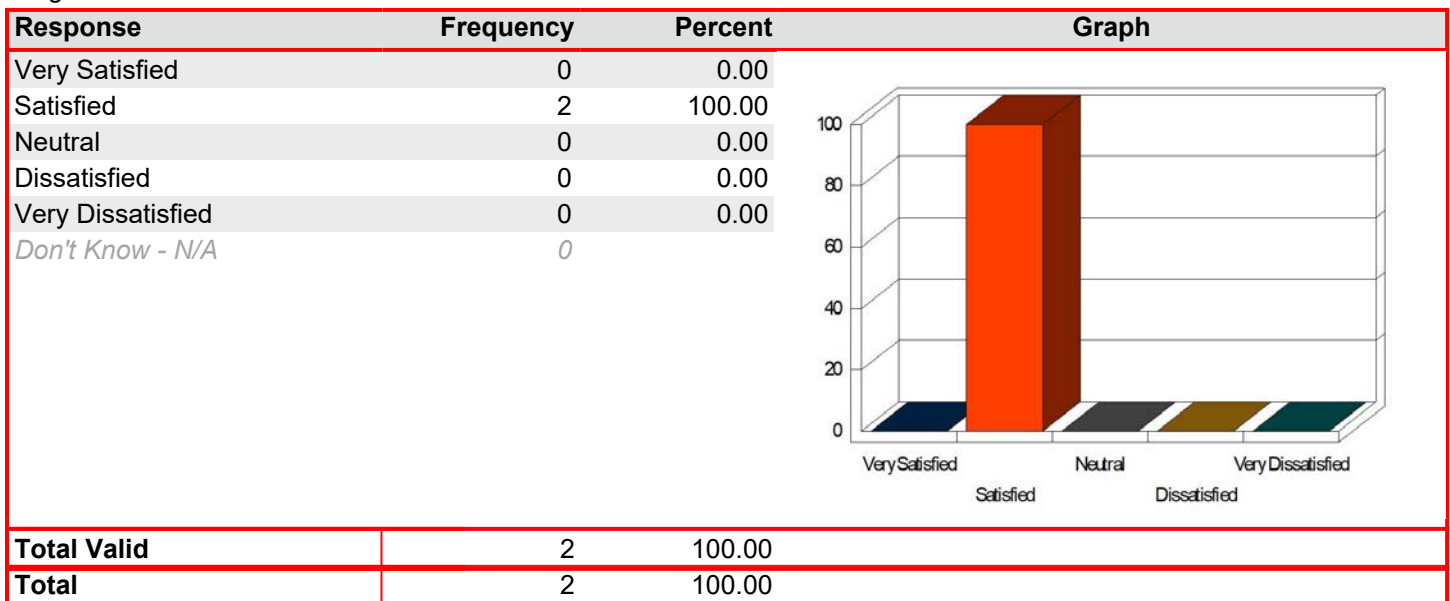 Response Frequency Percent Graph
Very Satisfied 0 0.00
Satisfied 2 100.00
Neutral 0 0.00
Dissatisfied 0 0.00
Very Dissatisfied 0 0.00
Don't Know - N/A 0
100
80
60
40
20
0
Very Satisfied Neutral Very Dissatisfied
Satisfied Dissatisfied
Total Valid 2 100.00
Total 2 100.00